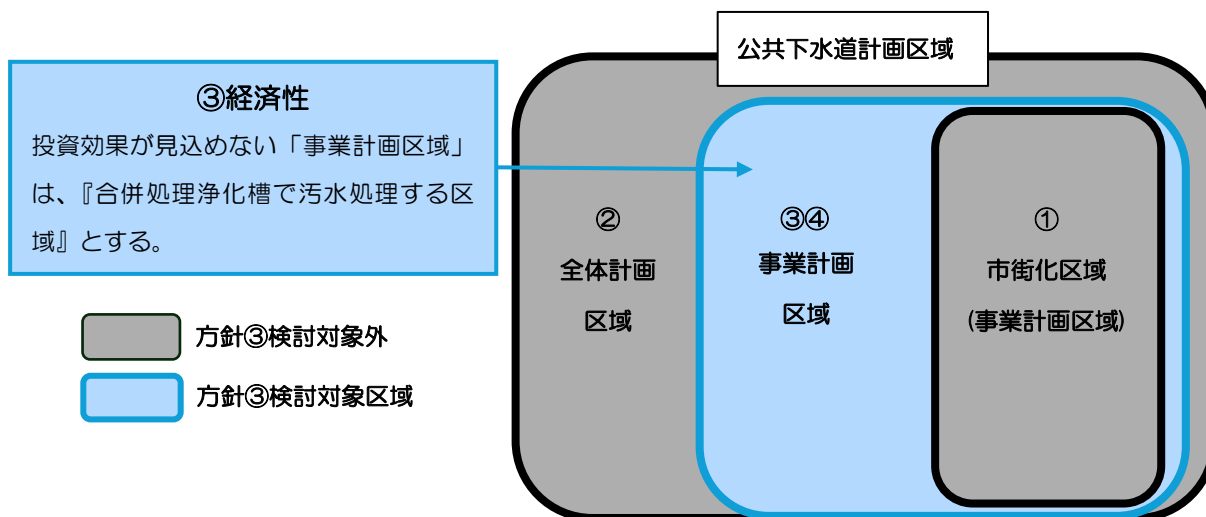 公共下水道計画区域
③経済性
投資効果が見込めない「事業計画区域」
は、『合併処理浄化槽で汚水処理する区
域』とする。
②
全体計画
区域
③④
事業計画
区域
①
市街化区域
(事業計画区域)
方針③検討対象外
方針③検討対象区域